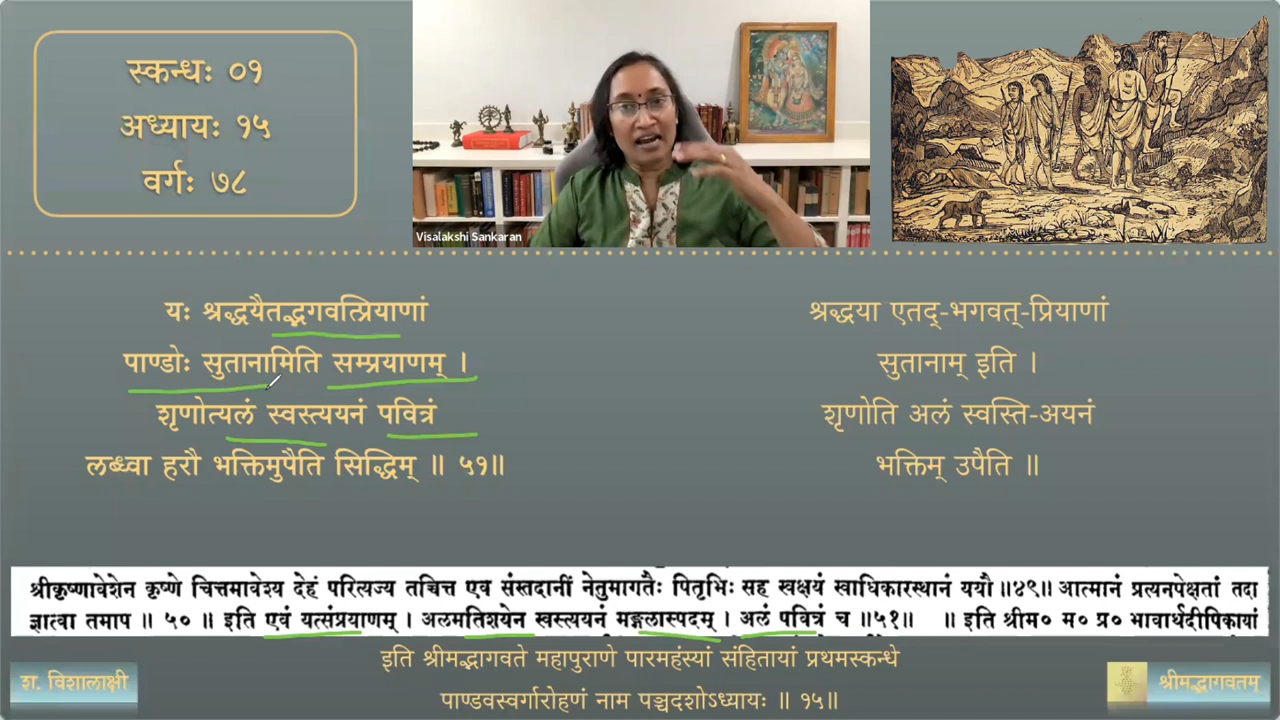 स्कन्धः ०१
अध्यायः १५
वर्गः ७८
Visalakshi Sankaran
यः श्रद्धयैतद्भगवत्प्रियाणां
पाण्डोः सुतानामिति सम्प्रयाणम् ।
शृणोत्यलं स्वस्त्ययनं पवित्रं
लब्ध्वा हरौ भक्तिमुपैति सिद्धिम् ॥ ५१॥
श्रद्धया एतद्-भगवत्-प्रियाणां
सुतानाम् इति ।
शृणोति अलं स्वस्ति-अयनं
भक्तिम् उपैति ॥
श्रीकृष्णावेशेन कृष्णे चित्तमावेश्य देहं परित्यज्य तच्चित्त एव संस्तदानीं नेतुमागतैः पितृभिः सह स्वक्षयं स्वाधिकारस्थानं ययौ ॥४९॥ आत्मानं प्रत्यनपेक्षतां तदा
ज्ञात्वा तमाप ॥ ५० ॥ इति एवं यत्संप्रयाणम् । अलमतिशयेन स्वस्त्ययनं मङ्गलास्पदम् । अलं पवित्रं च ॥५१॥ ॥ इति श्रीम० म० प्र० भावार्थदीपिकायां
इति श्रीमद्भागवते महापुराणे पारमहंस्यां संहितायां प्रथमस्कन्धे
पाण्डवस्वर्गारोहणं नाम पञ्चदशोऽध्यायः ॥ १५॥
श. विशालाक्षी
श्रीमद्भागवतम्